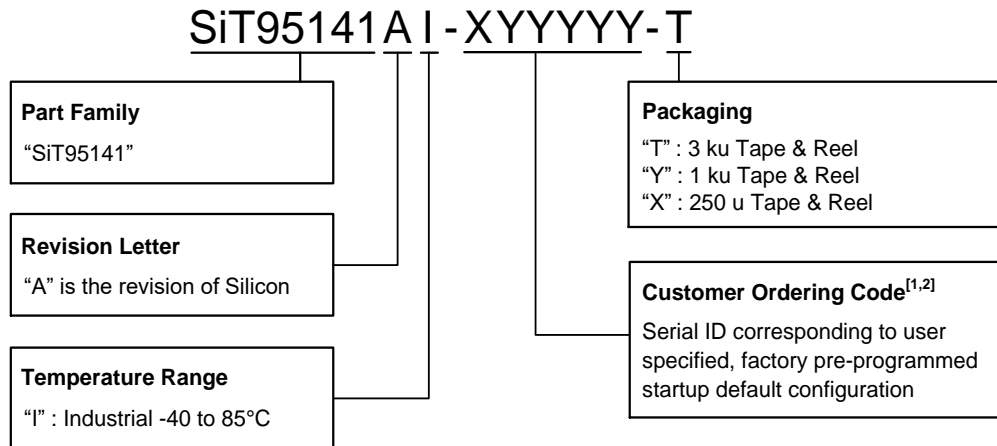 SiT95141AI-XYYYYY-T
Part Family
“SiT95141”
Revision Letter
“A” is the revision of Silicon
Temperature Range
“I” : Industrial -40 to 85°C
Packaging
“T” : 3 ku Tape & Reel
“Y” : 1 ku Tape & Reel
“X” : 250 u Tape & Reel
Customer Ordering Code[1,2]
Serial ID corresponding to user
specified, factory pre-programmed
startup default configuration